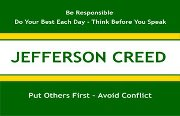 Be Responsible
Do Your Best Each Day - Think Before You Speak
JEFFERSON CREED
Put Others First - Avoid Conflict